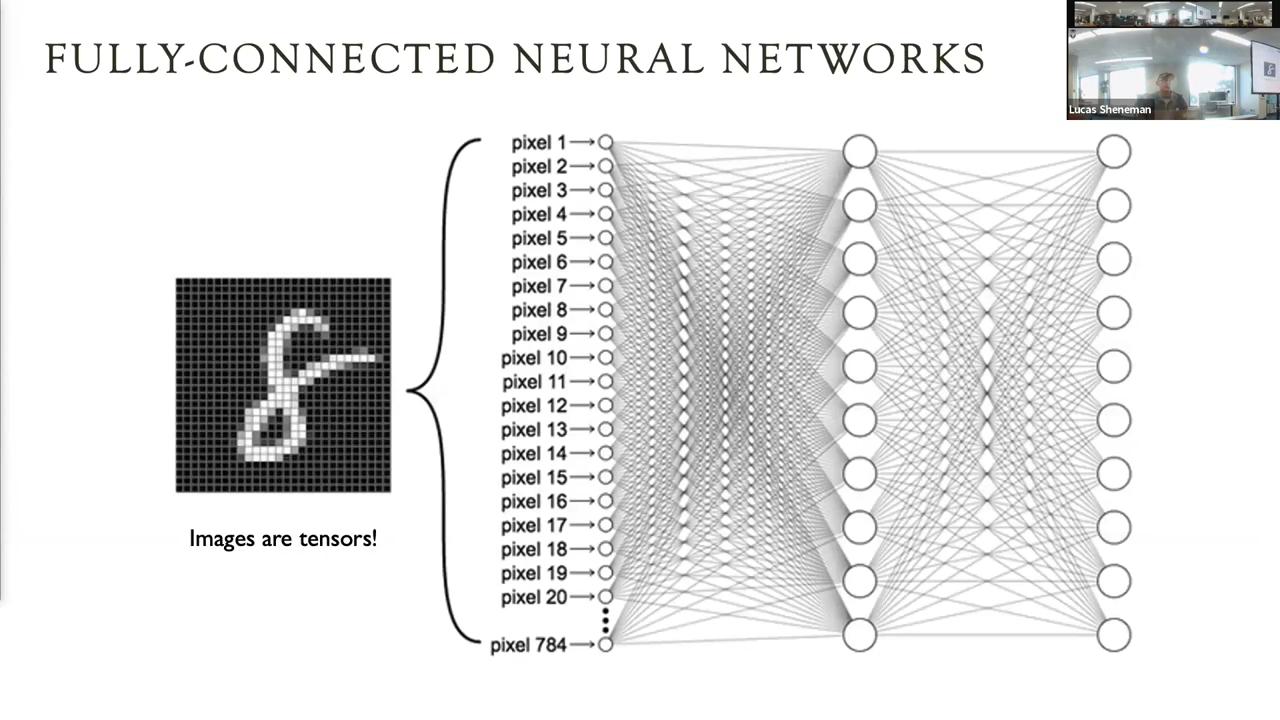 FULLY-CONNECTED NEURAL NETWORKS
Lucas Sheneman
pixel 1
pixel 2
pixel 3
pixel 4
pixel 5
pixel 6
pixel 7
pixel 8
pixel 9
pixel 10
pixel 11
pixel 12
pixel 13
pixel 14
pixel 15
pixel 16
pixel 17
pixel 18
pixel 19
pixel 20
pixel 784
Images are tensors!